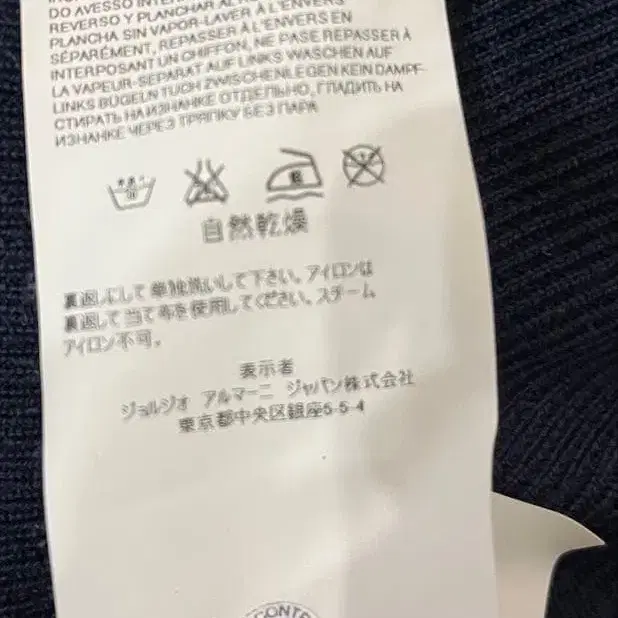 DO AVESSO
REVERSO Y PLANCHAR AL
PLANCHA SIN VAPOR-LAVER À L'ENVERS
SÉPARÉMENT, REPASSER À L'ENVERS EN
INTERPOSANT UN CHIFFON, NE PASE REPASSER À
LA VAPEUR-SEPARAT AUF LINKS WASCHEN AUF
LINKS BÜGELN TUCH ZWISCHENLEGEN KEIN DAMPF-
СТИРАТЬ НА ИЗНАНКЕ ОТДЕЛЬНО, ГЛАДИТЬ НА
ИЗНАНКЕ ЧЕРЕЗ ТРЯПКУ БЕЗ ПАРА
自然乾燥
裏返しにして単独洗いして下さい。アイロンは
裏返して当て布を使用してください。スチーム
アイロン不可。
表示者
ジョルジオ アルマーニ ジャパン株式会社
東京都中央区銀座5-5-4
CONTR